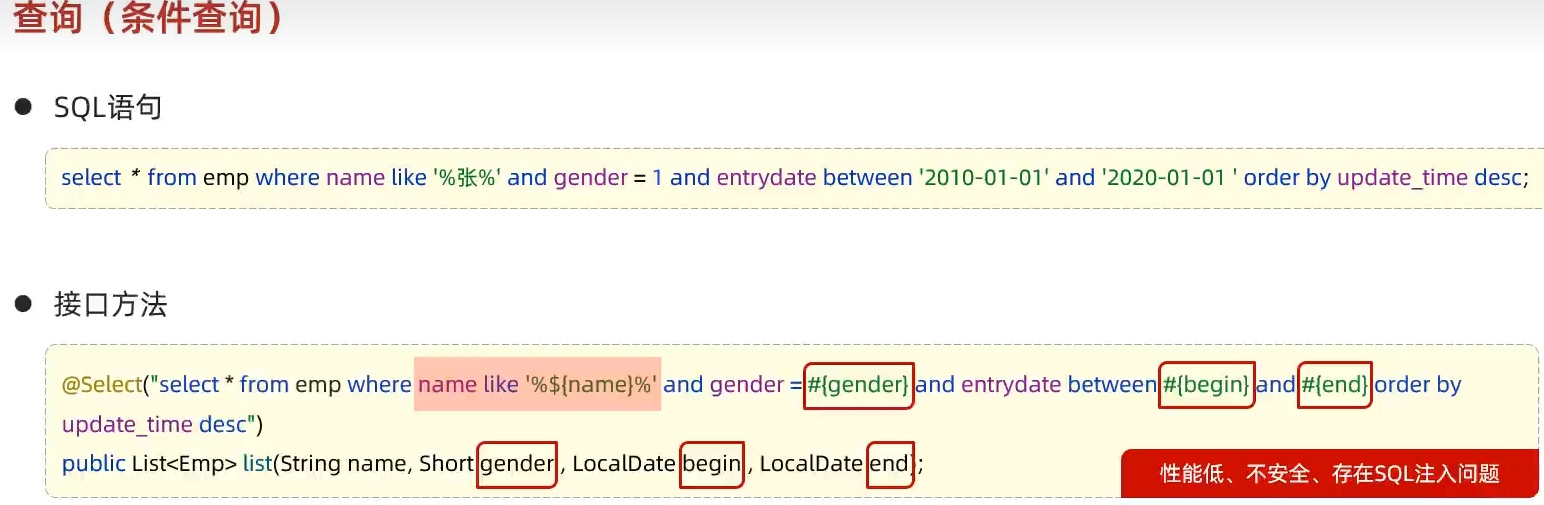 查询（条件查询）
SQL语句
select * from emp where name like '%张%' and gender = 1 and entrydate between '2010-01-01' and '2020-01-01 ' order by update_time desc;
接口方法
@Select("select * from emp where name like '%${name}%' and gender = #{gender} and entrydate between #{begin} and #{end} order by
update_time desc")
public List<Emp> list(String name, Short gender , LocalDate begin , LocalDate end);
性能低、不安全、存在SQL注入问题